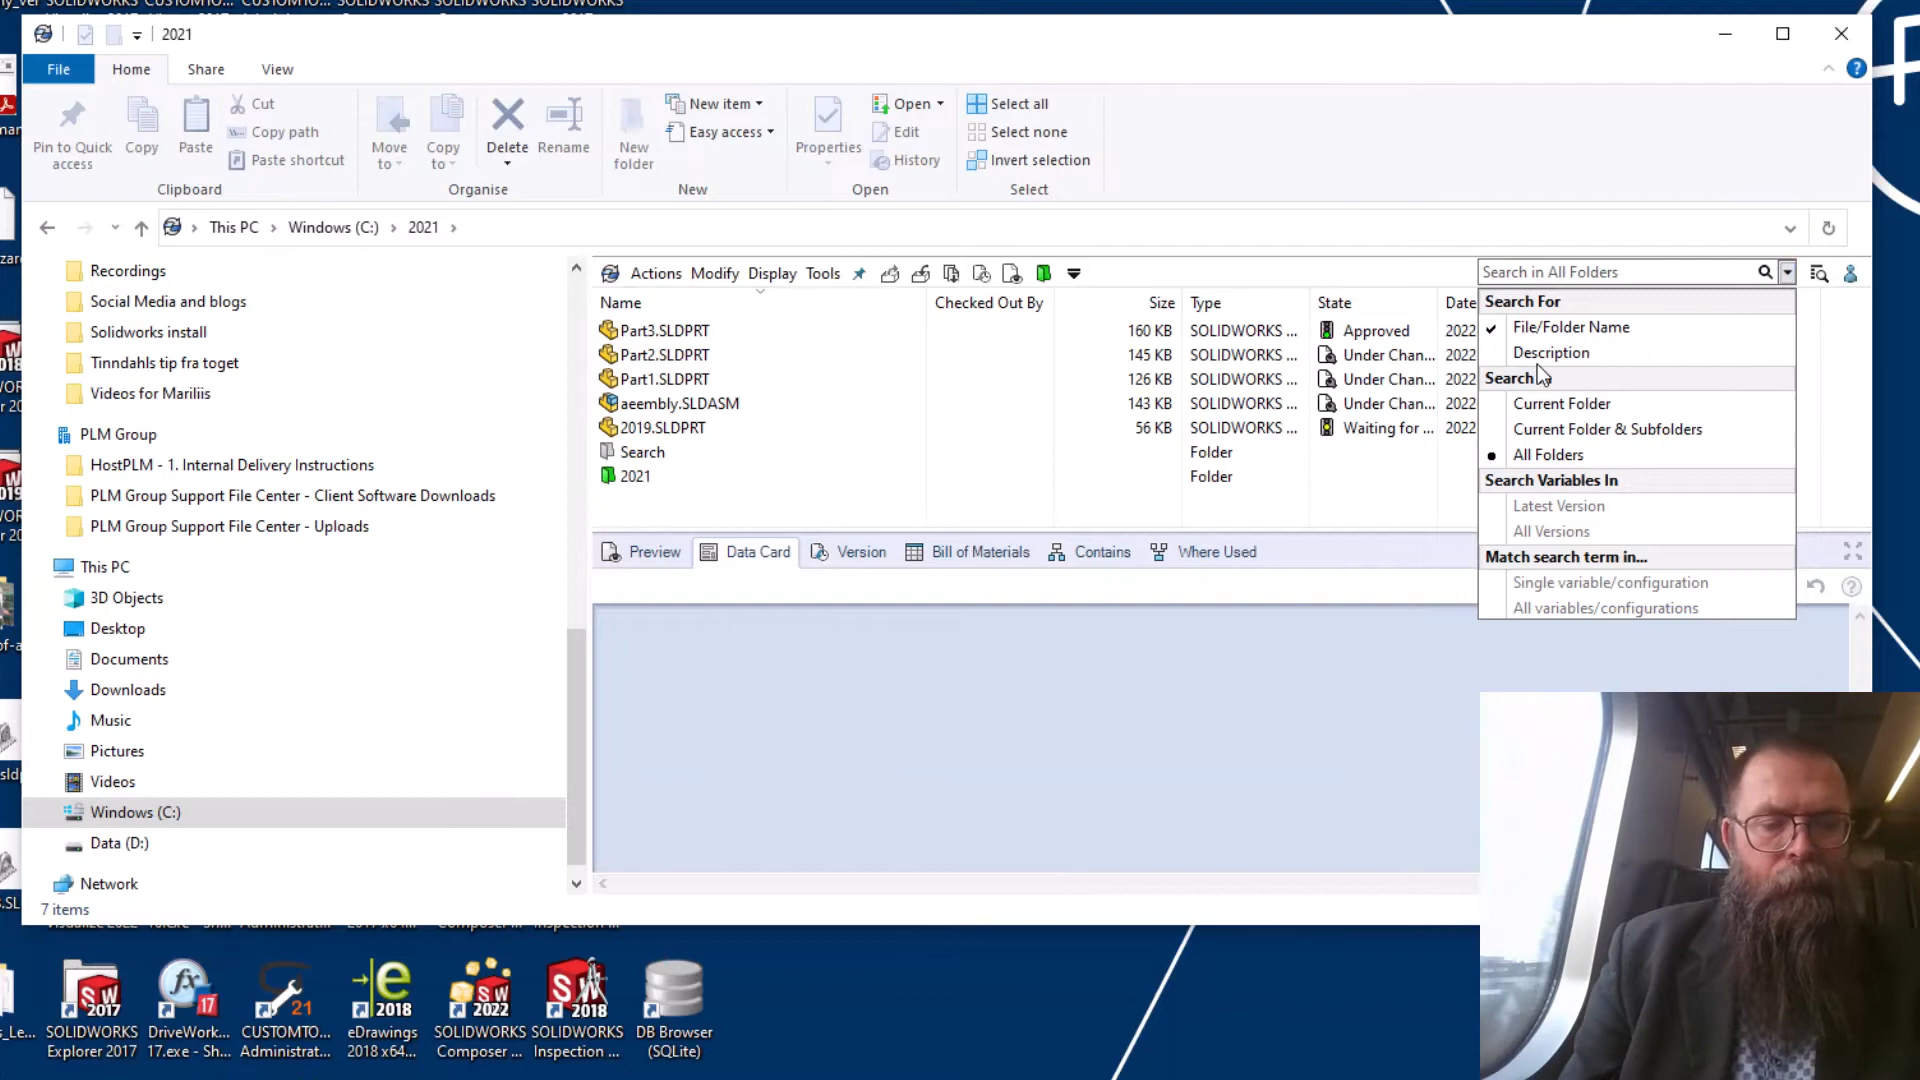 ny_ver SOLIDWORKS CUSTOMTO... SOLIDWORKS SOLIDWORKS SOLIDWORKS
2021
File Home Share View
Pin to Quick access
Copy
Paste
Cut
Copy path
Paste shortcut
Clipboard
Move to
Copy to
Delete
Rename
Organise
New folder
New item
Easy access
New
Properties
Open
Edit
History
Open
Select all
Select none
Invert selection
Select
This PC > Windows (C:) > 2021 >
Recordings
Social Media and blogs
Solidworks install
Tinndahls tip fra toget
Videos for Mariliis
PLM Group
HostPLM - 1. Internal Delivery Instructions
PLM Group Support File Center - Client Software Downloads
PLM Group Support File Center - Uploads
This PC
3D Objects
Desktop
Documents
Downloads
Music
Pictures
Videos
Windows (C:)
Data (D:)
Network
7 items
Actions Modify Display Tools
Search in All Folders
Name Checked Out By Size Type State Date
Part3.SLDPRT 160 KB SOLIDWORKS ... Approved 2022
Part2.SLDPRT 145 KB SOLIDWORKS ... Under Chan... 2022
Part1.SLDPRT 126 KB SOLIDWORKS ... Under Chan... 2022
aeembly.SLDASM 143 KB SOLIDWORKS ... Under Chan... 2022
2019.SLDPRT 56 KB SOLIDWORKS ... Waiting for ... 2022
Search Folder
2021 Folder
Search For
File/Folder Name
Description
Search
Current Folder
Current Folder & Subfolders
All Folders
Search Variables In
Latest Version
All Versions
Match search term in...
Single variable/configuration
All variables/configurations
Preview Data Card Version Bill of Materials Contains Where Used
SOLIDWORKS Explorer 2017
DriveWork... 17.exe - Sh...
CUSTOMTO... Administrat...
eDrawings 2018 x64...
SOLIDWORKS Composer ...
SOLIDWORKS Inspection ...
DB Browser (SQLite)